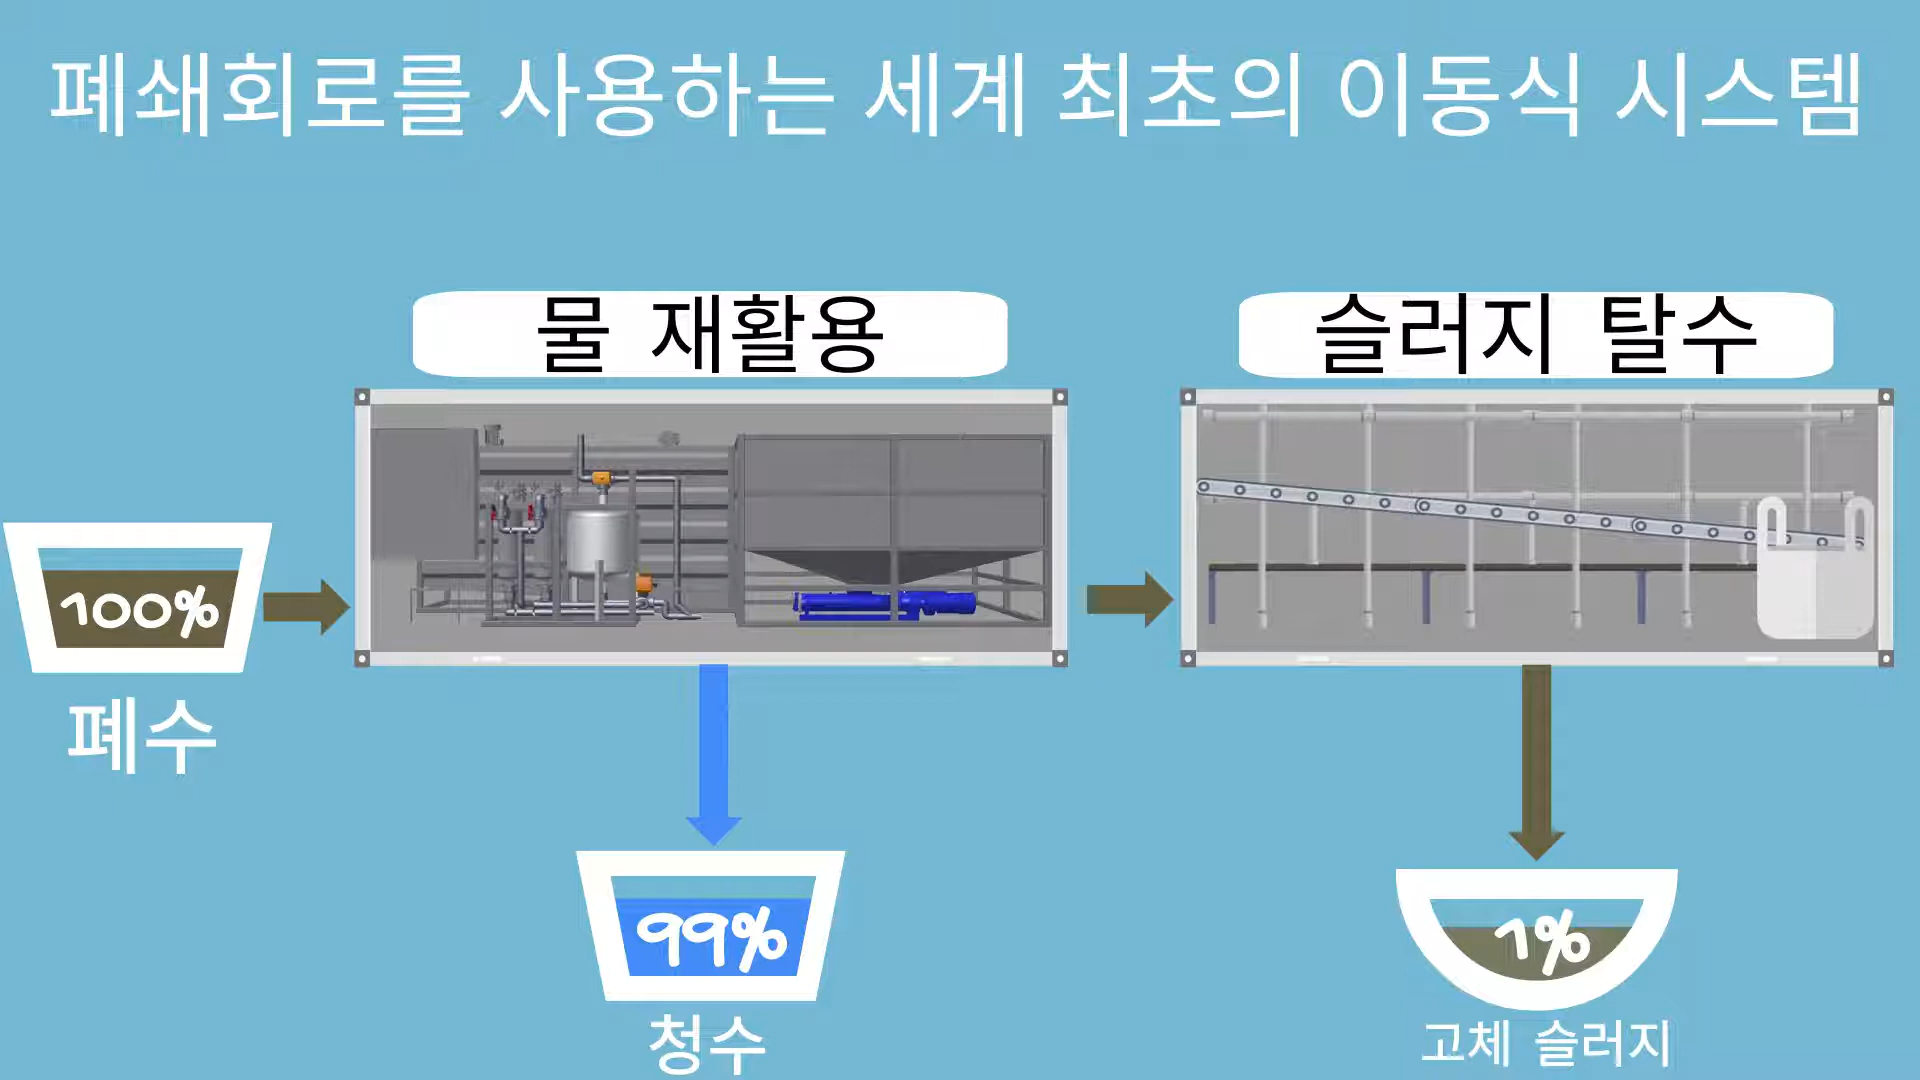 폐쇄회로를 사용하는 세계 최초의 이동식 시스템
물 재활용
슬러지 탈수
100%
폐수
99%
청수
1%
고체 슬러지